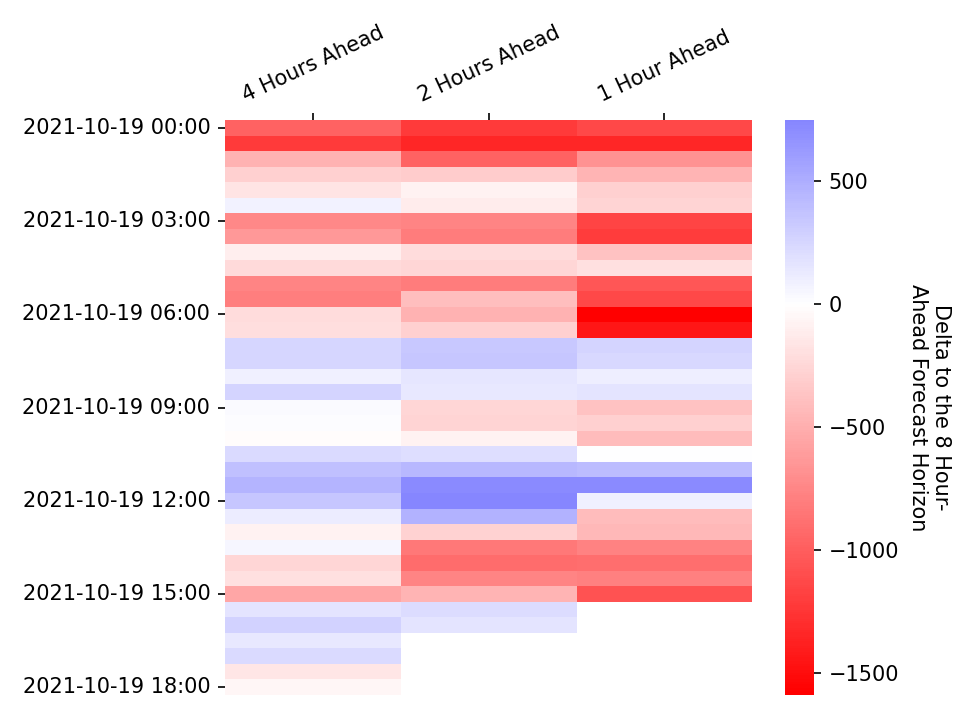 4 Hours Ahead
2 Hours Ahead
1 Hour Ahead
2021-10-19 00:00
2021-10-19 03:00
2021-10-19 06:00
2021-10-19 09:00
2021-10-19 12:00
2021-10-19 15:00
2021-10-19 18:00
500
0
−500
−1000
−1500
Delta to the 8 Hour-
Ahead Forecast Horizon